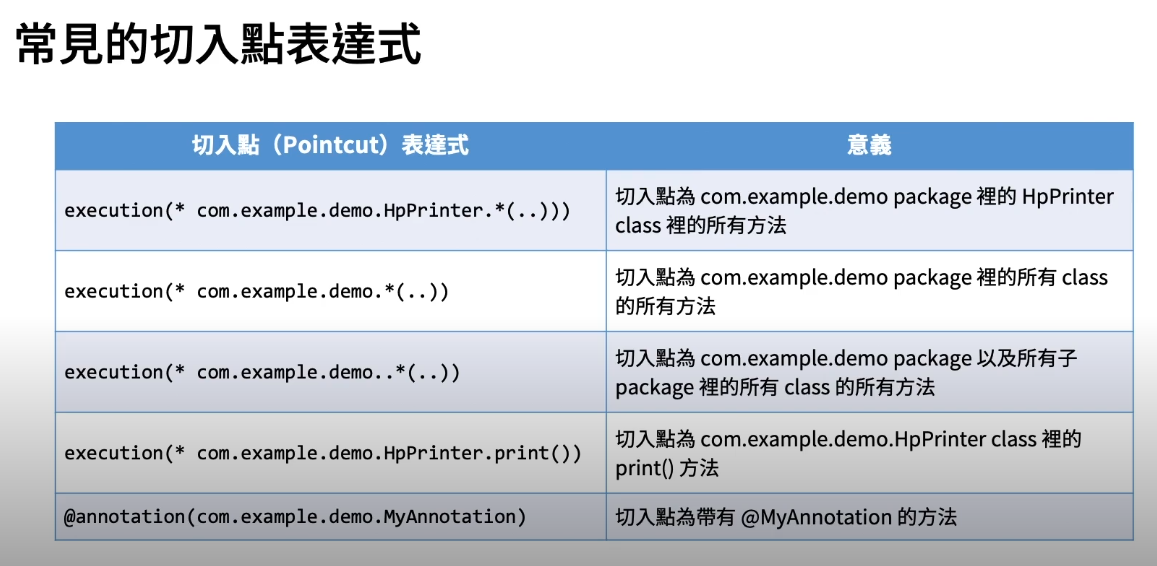 常見的切入點表達式
切入點（Pointcut）表達式
意義
execution(* com.example.demo.HpPrinter.*(..)))
切入點為 com.example.demo package 裡的 HpPrinter
class 裡的所有方法
execution(* com.example.demo.*(..))
切入點為 com.example.demo package 裡的所有 class
的所有方法
execution(* com.example.demo..*(..))
切入點為 com.example.demo package 以及所有子
package 裡的所有 class 的所有方法
execution(* com.example.demo.HpPrinter.print())
切入點為 com.example.demo.HpPrinter class 裡的
print() 方法
@annotation(com.example.demo.MyAnnotation)
切入點為帶有 @MyAnnotation 的方法